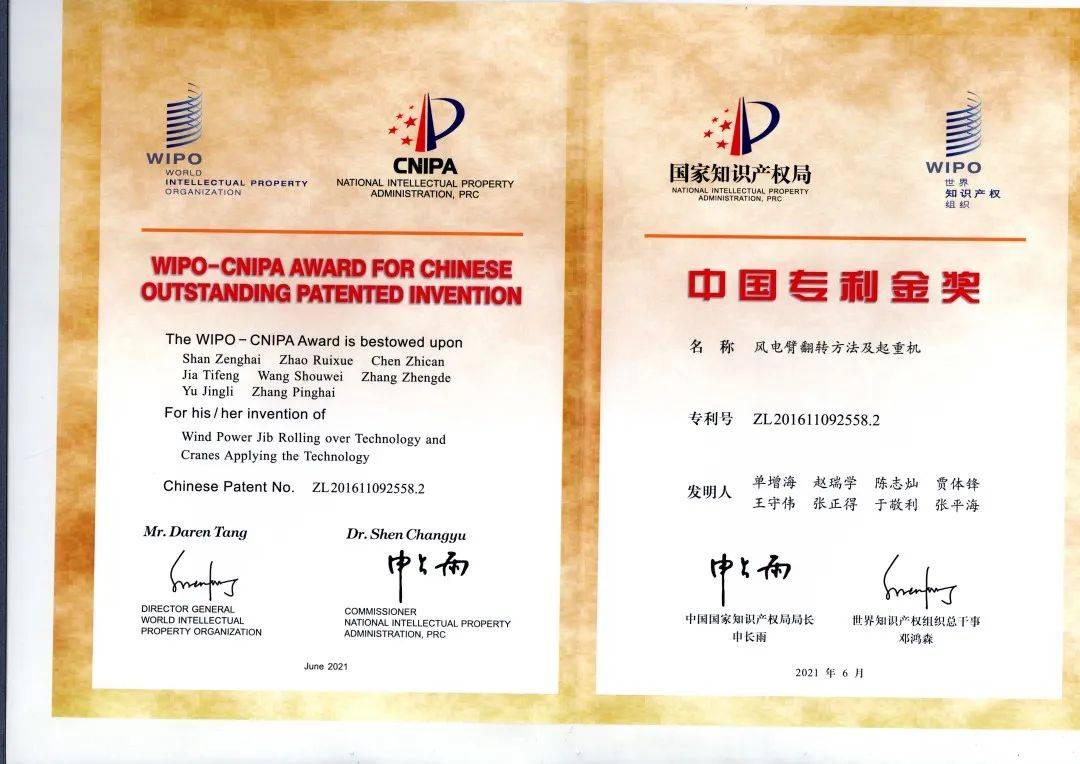 WIPO
WORLD
INTELLECTUAL PROPERTY
ORGANIZATION
CNIPA
NATIONAL INTELLECTUAL PROPERTY
ADMINISTRATION, PRC
WIPO-CNIPA AWARD FOR CHINESE
OUTSTANDING PATENTED INVENTION
The WIPO – CNIPA Award is bestowed upon
Shan Zenghai Zhao Ruixue Chen Zhican
Jia Tifeng Wang Shouwei Zhang Zhengde
Yu Jingli Zhang Pinghai
For his / her invention of
Wind Power Jib Rolling over Technology and
Cranes Applying the Technology
Chinese Patent No. ZL201611092558.2
Mr. Daren Tang
DIRECTOR GENERAL
WORLD INTELLECTUAL
PROPERTY ORGANIZATION
Dr. Shen Changyu
申长雨
COMMISSIONER
NATIONAL INTELLECTUAL PROPERTY
ADMINISTRATION, PRC
June 2021
国家知识产权局
NATIONAL INTELLECTUAL PROPERTY
ADMINISTRATION, PRC
WIPO
世界
知识产权
组织
中国专利金奖
名 称 风电臂翻转方法及起重机
专利号 ZL201611092558.2
发明人 单增海 赵瑞学 陈志灿 贾体锋
王守伟 张正得 于敬利 张平海
申长雨
中国国家知识产权局局长
申长雨
世界知识产权组织总干事
邓鸿森
2021 年 6 月